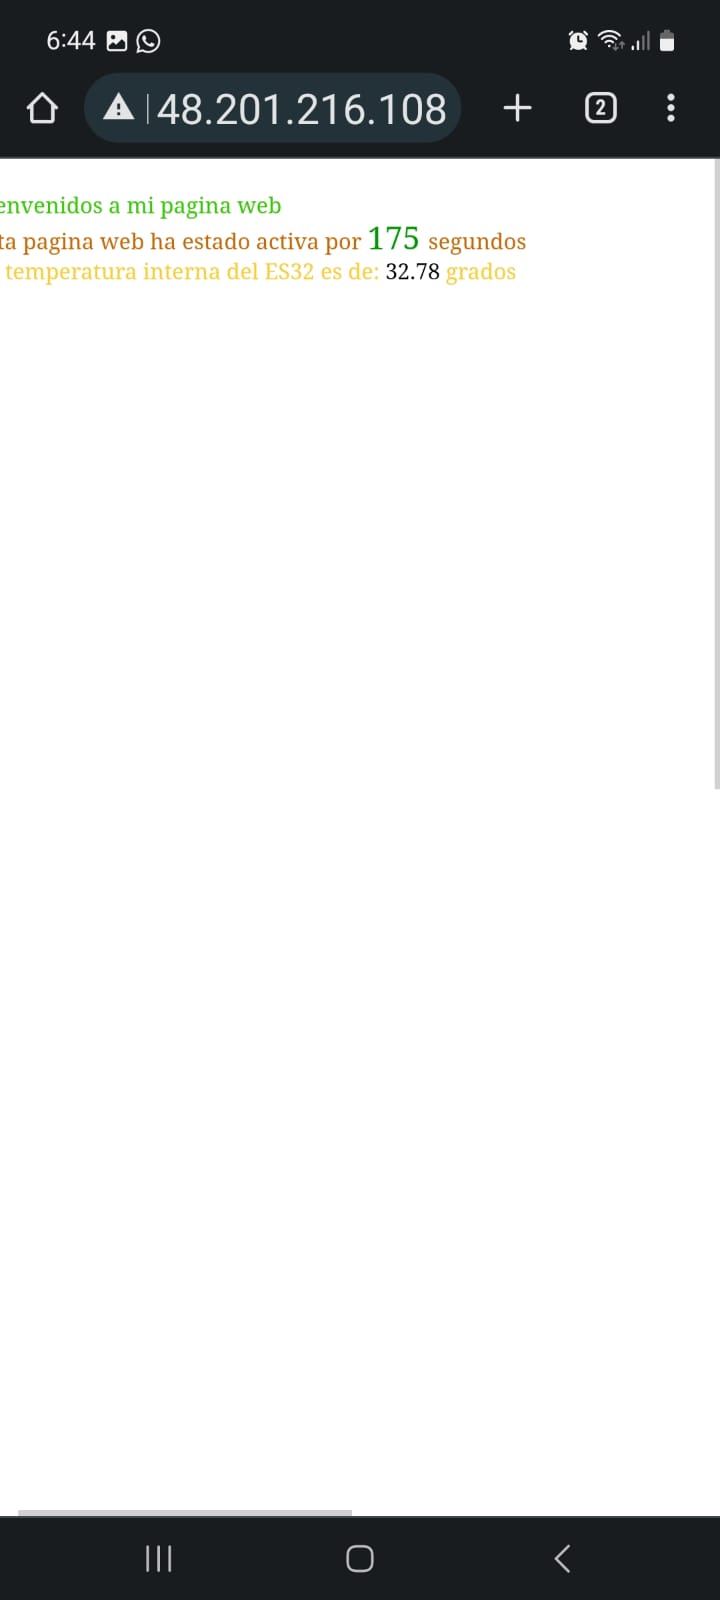 6:44
48.201.216.108
2
envenidos a mi pagina web
ta pagina web ha estado activa por 175 segundos
temperatura interna del ES32 es de: 32.78 grados